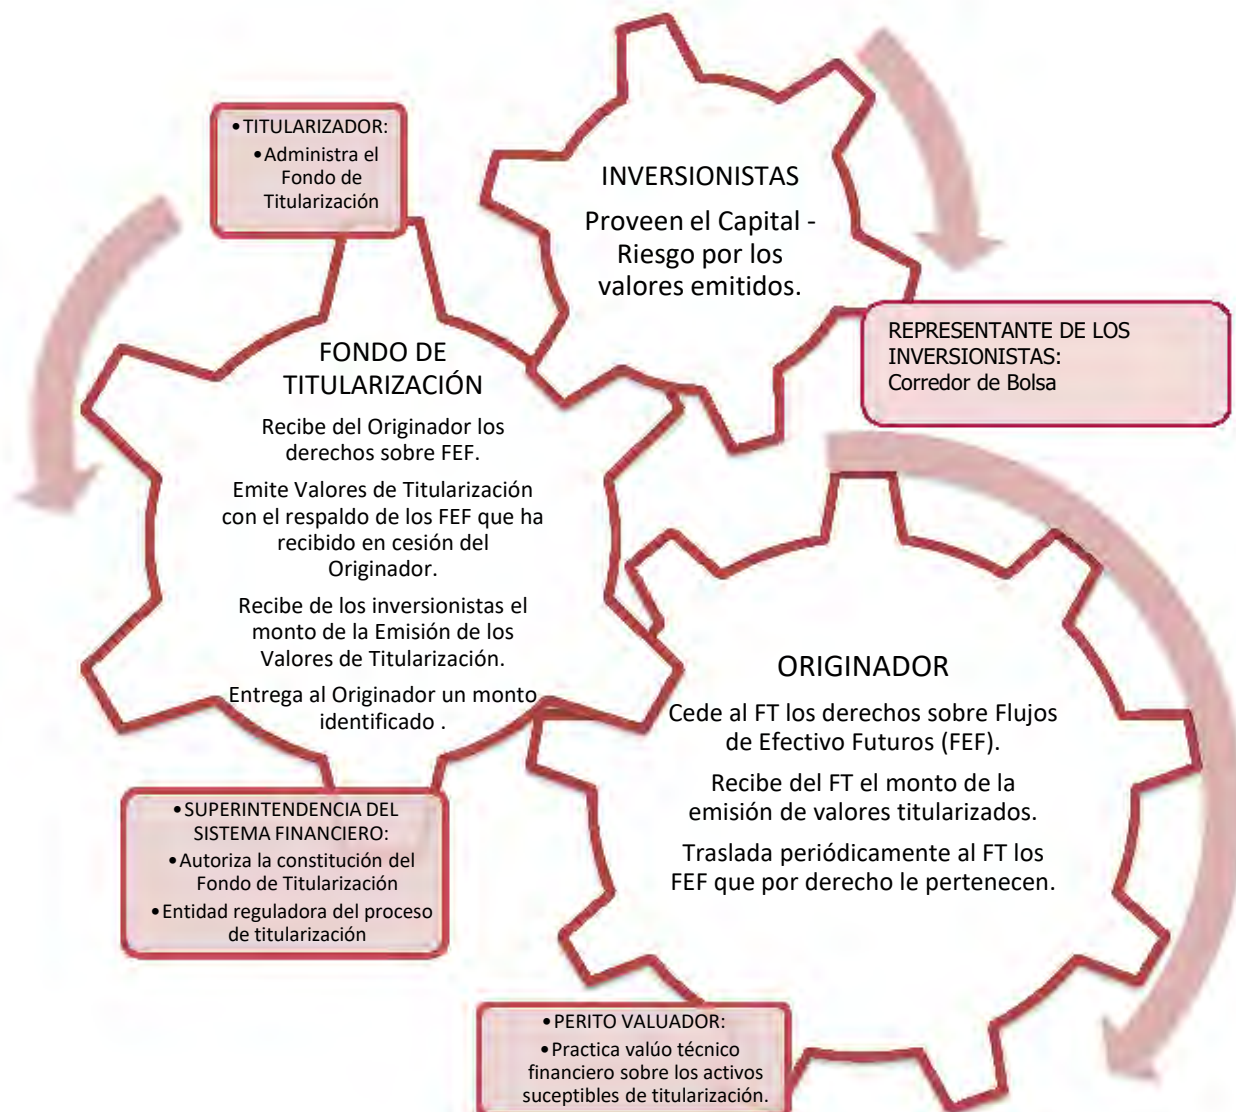 •TITULARIZADOR:
•Administra el
Fondo de
Titularización
INVERSIONISTAS
Proveen el Capital -
Riesgo por los
valores emitidos.
REPRESENTANTE DE LOS
INVERSIONISTAS:
Corredor de Bolsa
FONDO DE
TITULARIZACIÓN
Recibe del Originador los
derechos sobre FEF.
Emite Valores de Titularización
con el respaldo de los FEF que ha
recibido en cesión del
Originador.
Recibe de los inversionistas el
monto de la Emisión de los
Valores de Titularización.
Entrega al Originador un monto
identificado .
ORIGINADOR
Cede al FT los derechos sobre Flujos
de Efectivo Futuros (FEF).
Recibe del FT el monto de la
emisión de valores titularizados.
Traslada periódicamente al FT los
FEF que por derecho le pertenecen.
•SUPERINTENDENCIA DEL
SISTEMA FINANCIERO:
•Autoriza la constitución del
Fondo de Titularización
•Entidad reguladora del proceso
de titularización
•PERITO VALUADOR:
•Practica valúo técnico
financiero sobre los activos
suceptibles de titularización.